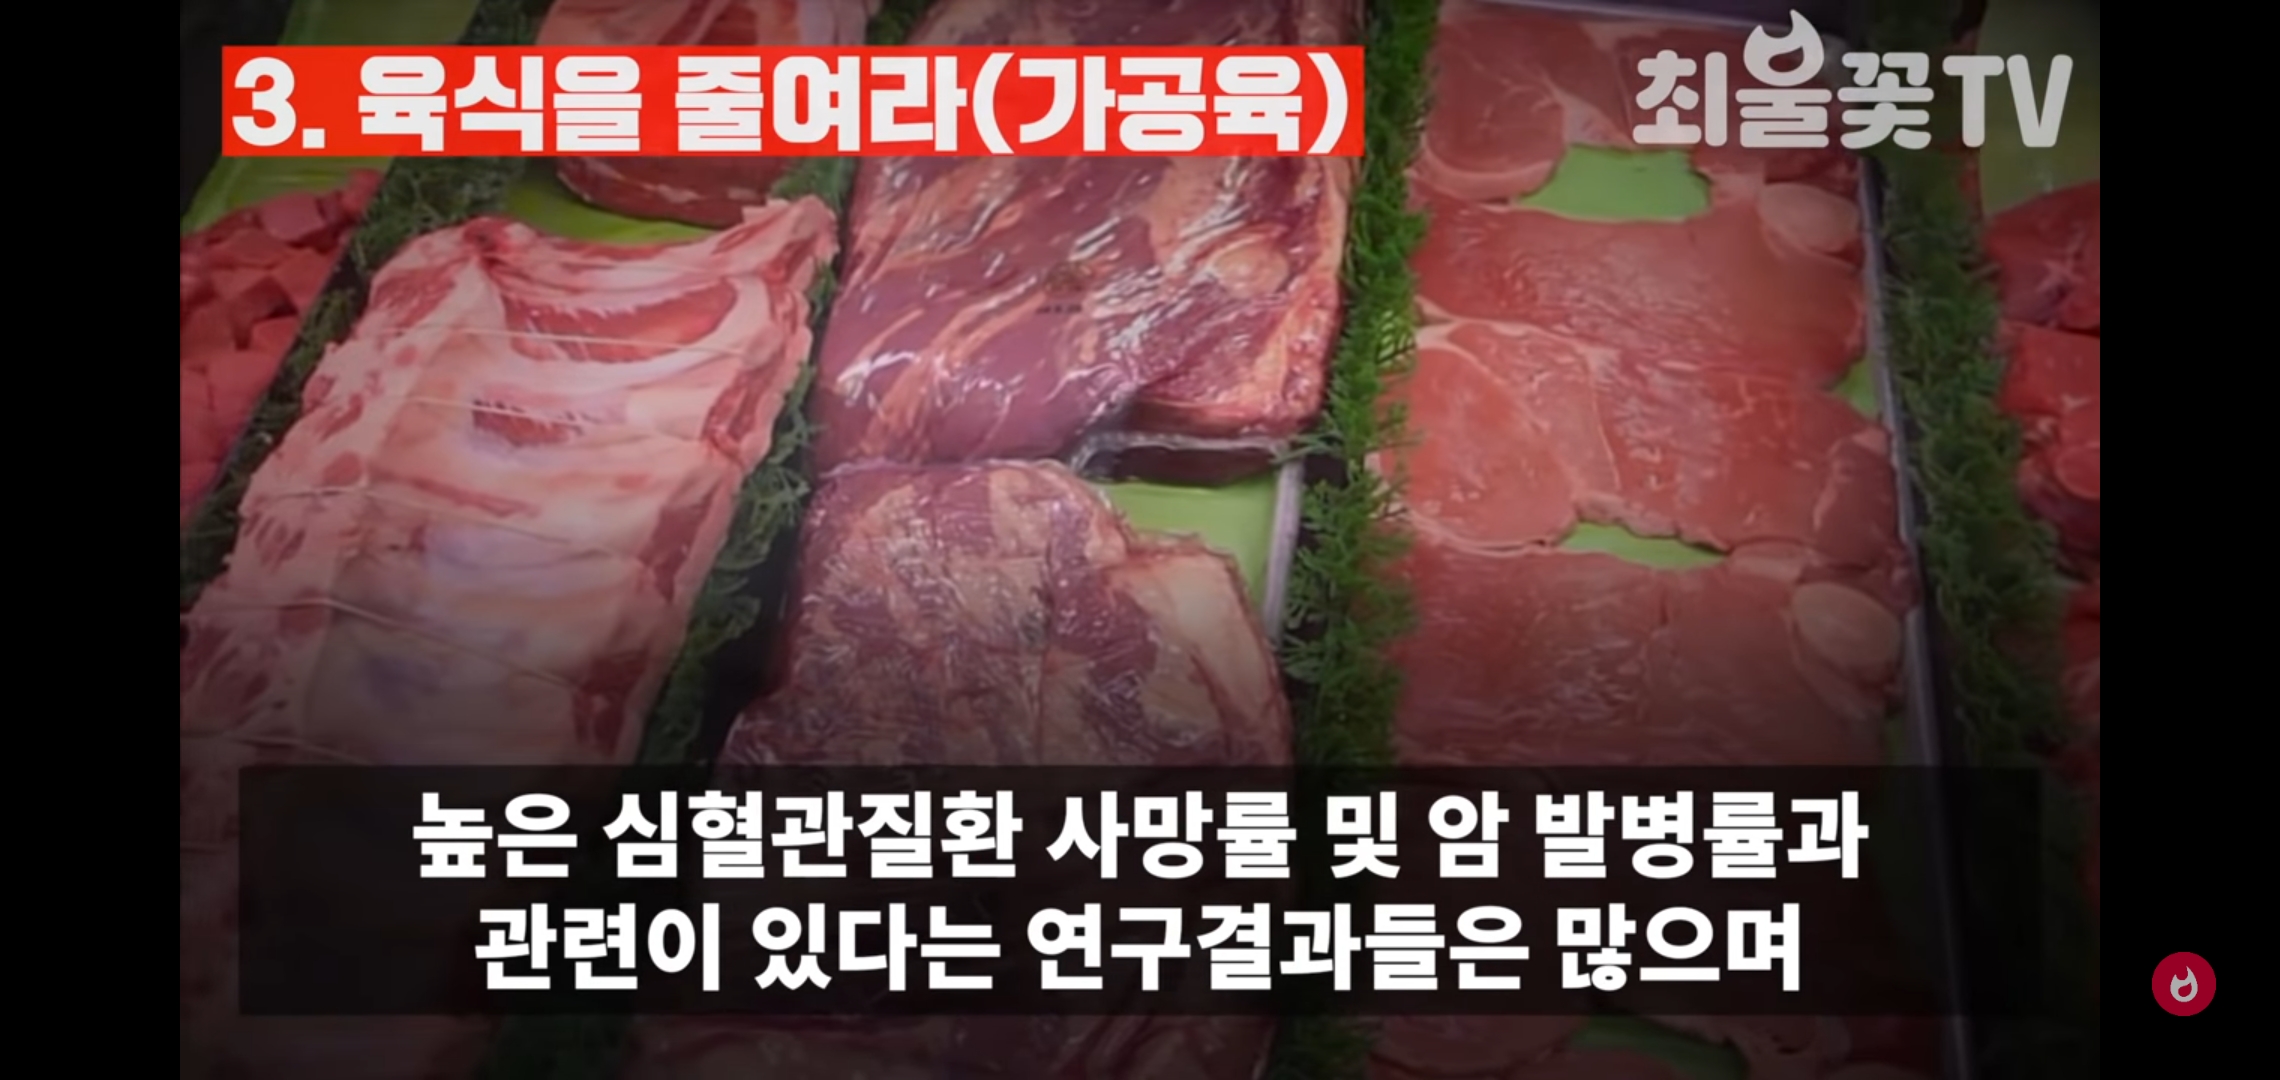 3. 육식을 줄여라(가공육)
최울꽃TV
높은 심혈관질환 사망률 및 암 발병률과
관련이 있다는 연구결과들은 많으며